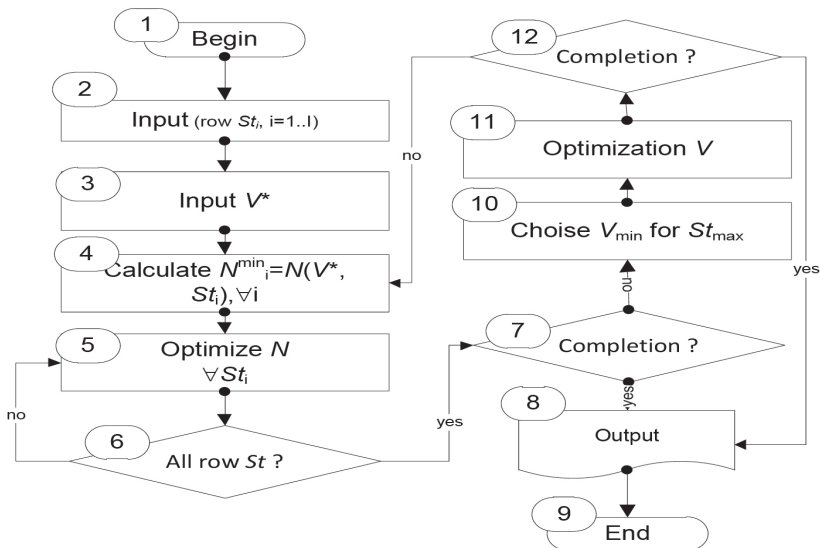 1
Begin
2
Input (row Stᵢ, i=1..I)
3
Input V*
4
Calculate Nᵐⁱⁿᵢ=N(V*,
Stᵢ),∀i
5
Optimize N
∀Stᵢ
no
6
All row St ?
yes
12
Completion ?
no
11
Optimization V
10
Choise Vmin for Stmax
yes
no
7
Completion ?
yes
8
Output
9
End